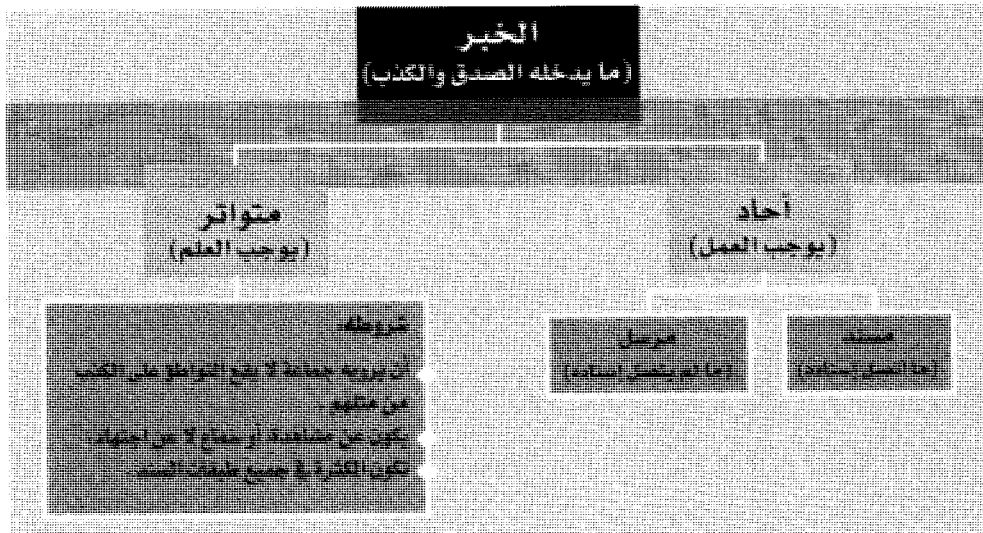 الخبر
(ما يدخله الصدق والكذب)
أحاد
(يوجب العمل)
متواتر
(يوجب العلم)
مسند
(ما اتصل إسناده)
مرسل
(ما لم يتصل إسناده)
شروطه:
أن يرويه جماعة لا يقع التواطؤ على الكذب
من مثلهم .
يكون عن مشاهدة أو سماع لا عن اجتهاد.
تكون الكثرة في جميع طبقات السند.